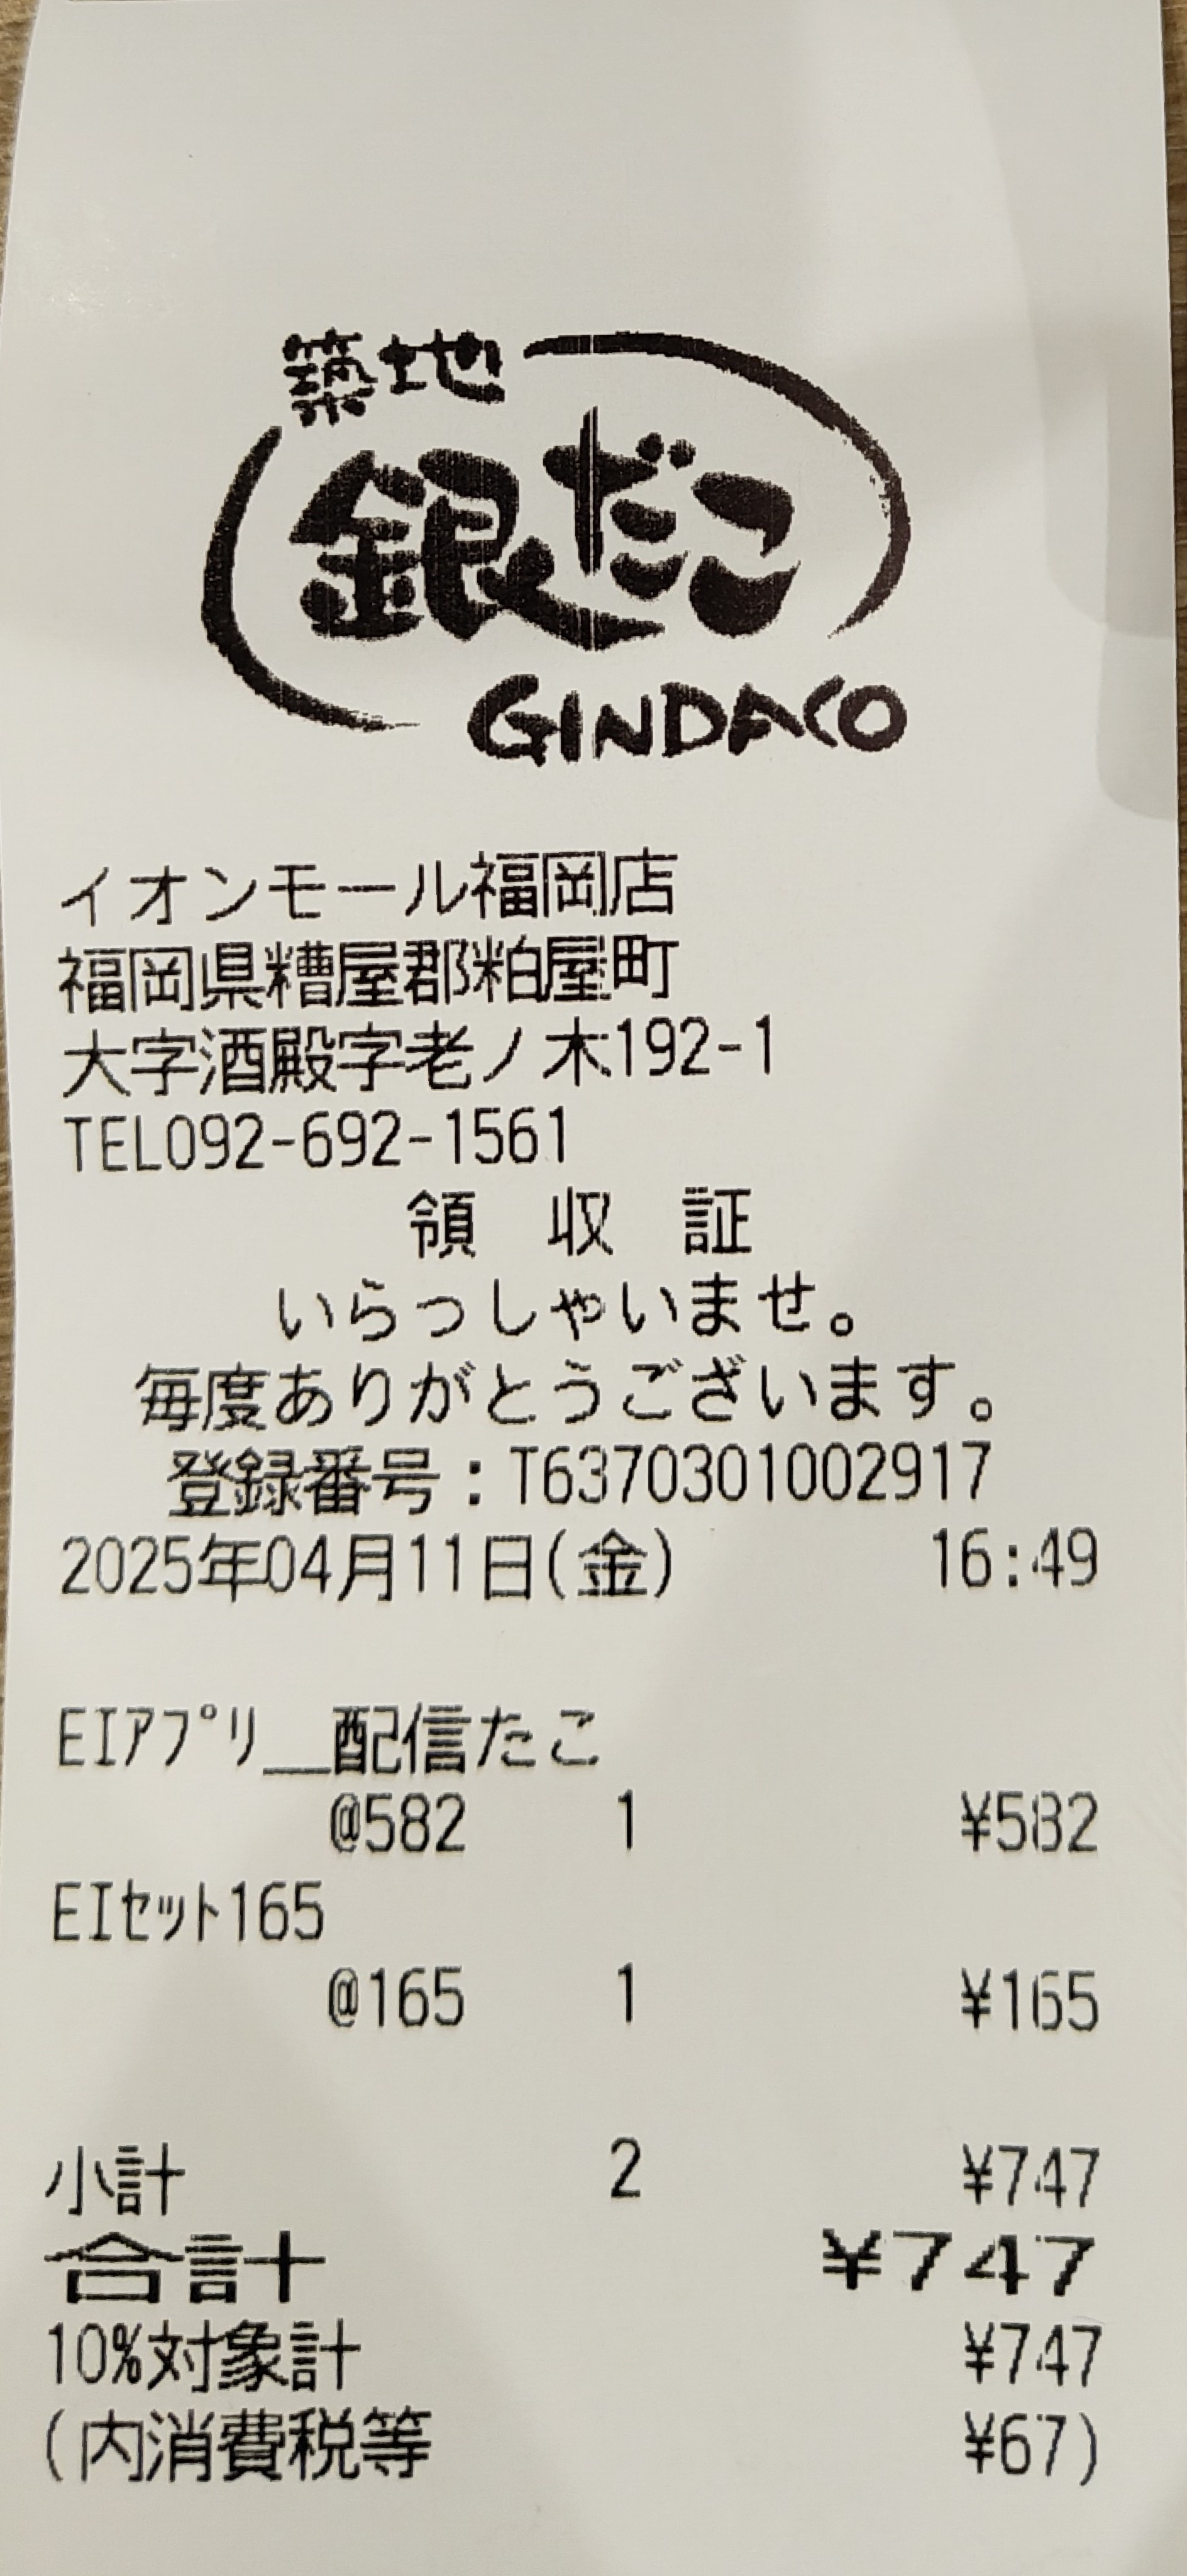 築地
銀だこ
GINDACO
イオンモール福岡店
福岡県糟屋郡粕屋町
大字酒殿字老ノ木192-1
TEL092-692-1561
領 収 証
いらっしゃいませ。
毎度ありがとうございます。
登録番号:T6370301002917
2025年04月11日(金) 16:49
EIアプリ__配信たこ
@582 1 ¥582
EIセット165
@165 1 ¥165
小計 2 ¥747
合計 ¥747
10%対象計 ¥747
(内消費税等 ¥67)